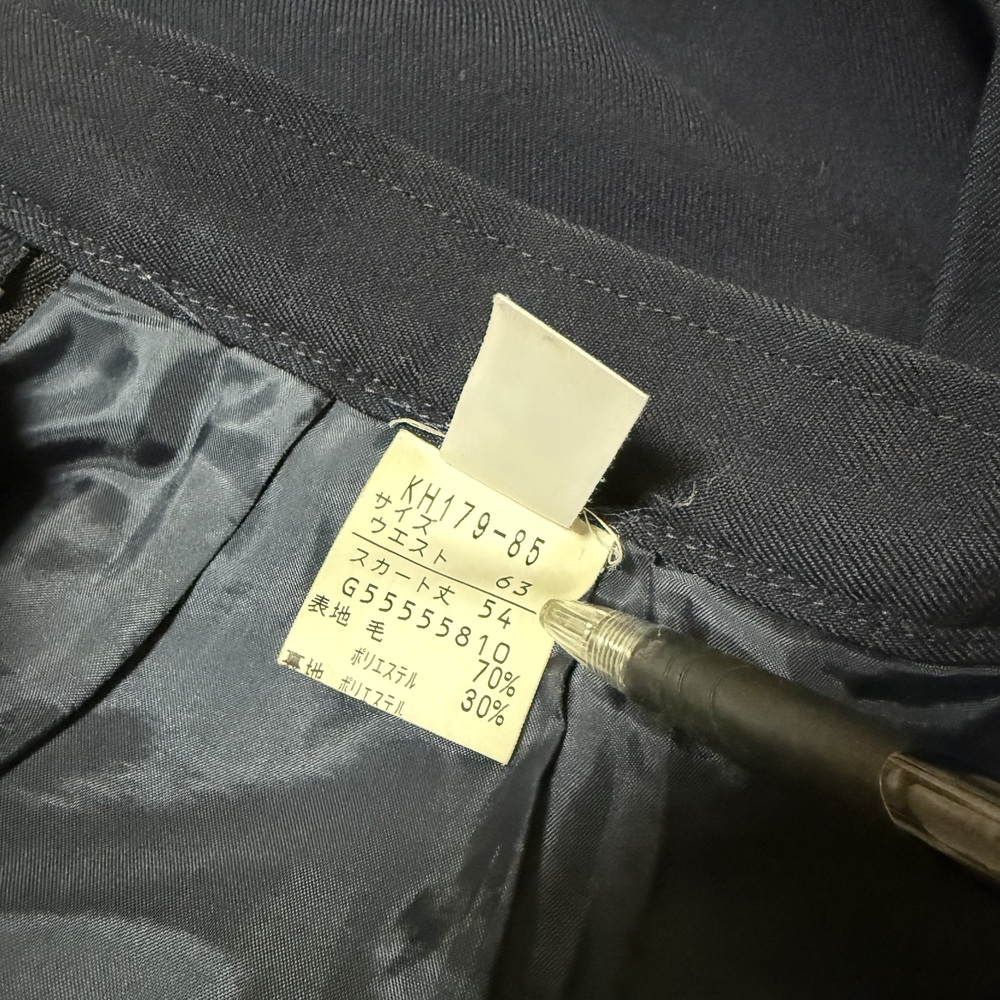 KH179-85
サイズ
ウエスト 63
スカート丈 54
G55555810
表地 毛 70%
ポリエステル 30%
裏地 ポリエステル